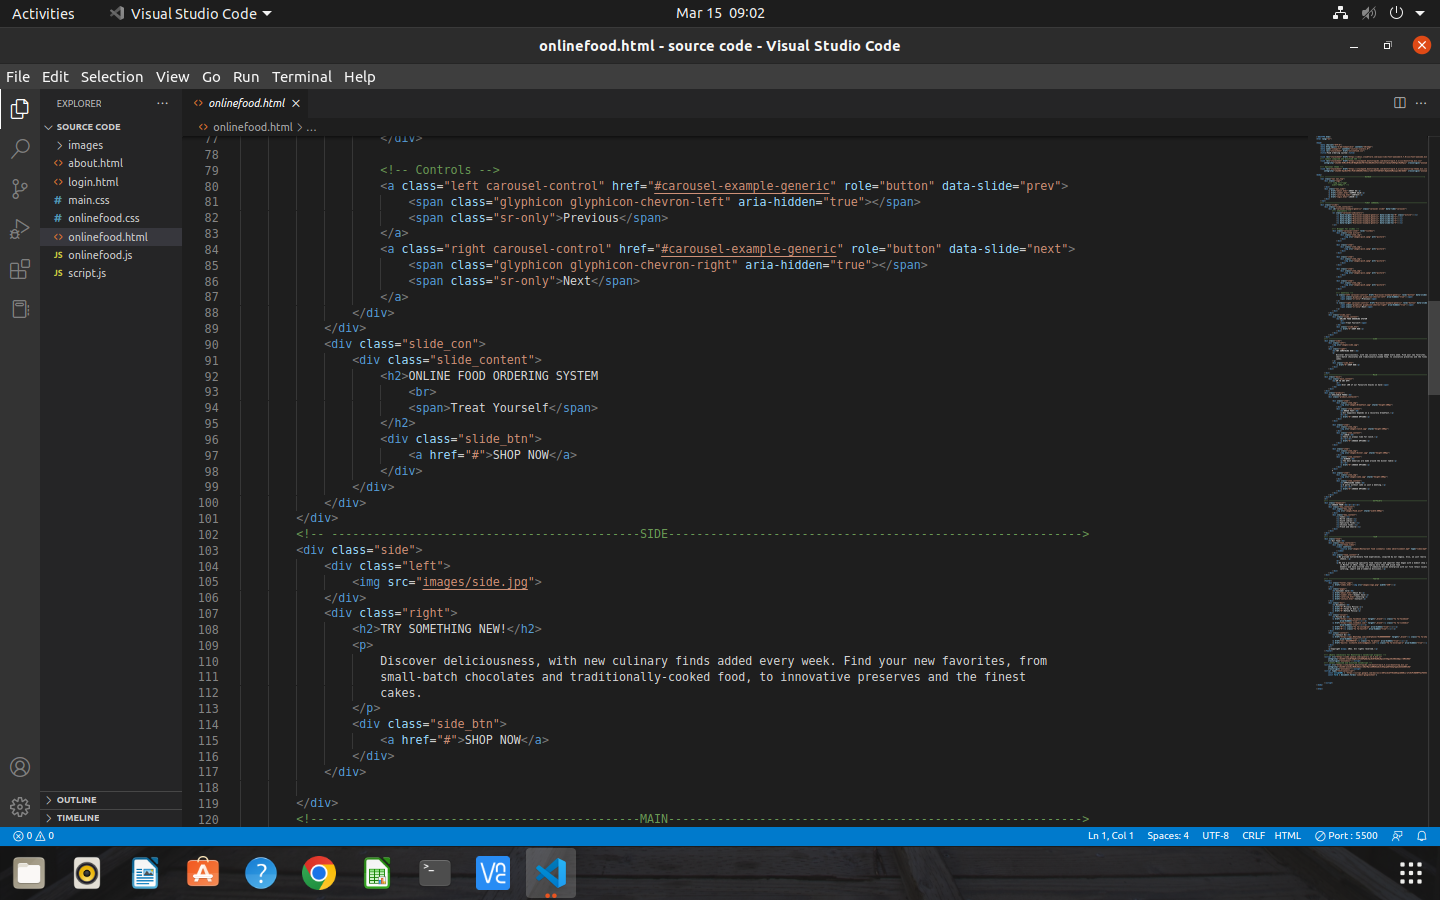 Activities
Visual Studio Code
Mar 15 09:02
onlinefood.html - source code - Visual Studio Code
File Edit Selection View Go Run Terminal Help
EXPLORER
SOURCE CODE
images
about.html
login.html
main.css
onlinefood.css
onlinefood.html
onlinefood.js
script.js
OUTLINE
TIMELINE
onlinefood.html
onlinefood.html > ...
77 </div>
78
79 <!-- Controls -->
80 <a class="left carousel-control" href="#carousel-example-generic" role="button" data-slide="prev">
81 <span class="glyphicon glyphicon-chevron-left" aria-hidden="true"></span>
82 <span class="sr-only">Previous</span>
83 </a>
84 <a class="right carousel-control" href="#carousel-example-generic" role="button" data-slide="next">
85 <span class="glyphicon glyphicon-chevron-right" aria-hidden="true"></span>
86 <span class="sr-only">Next</span>
87 </a>
88 </div>
89 </div>
90 <div class="slide_con">
91 <div class="slide_content">
92 <h2>ONLINE FOOD ORDERING SYSTEM
93 <br>
94 <span>Treat Yourself</span>
95 </h2>
96 <div class="slide_btn">
97 <a href="#">SHOP NOW</a>
98 </div>
99 </div>
100 </div>
101 </div>
102 <!-- --------------------------------------------SIDE----------------------------------------------------------->
103 <div class="side">
104 <div class="left">
105 <img src="images/side.jpg">
106 </div>
107 <div class="right">
108 <h2>TRY SOMETHING NEW!</h2>
109 <p>
110 Discover deliciousness, with new culinary finds added every week. Find your new favorites, from
111 small-batch chocolates and traditionally-cooked food, to innovative preserves and the finest
112 cakes.
113 </p>
114 <div class="side_btn">
115 <a href="#">SHOP NOW</a>
116 </div>
117 </div>
118
119 </div>
120 <!-- --------------------------------------------MAIN----------------------------------------------------------->
0 0
Ln 1, Col 1 Spaces: 4 UTF-8 CRLF HTML Port : 5500